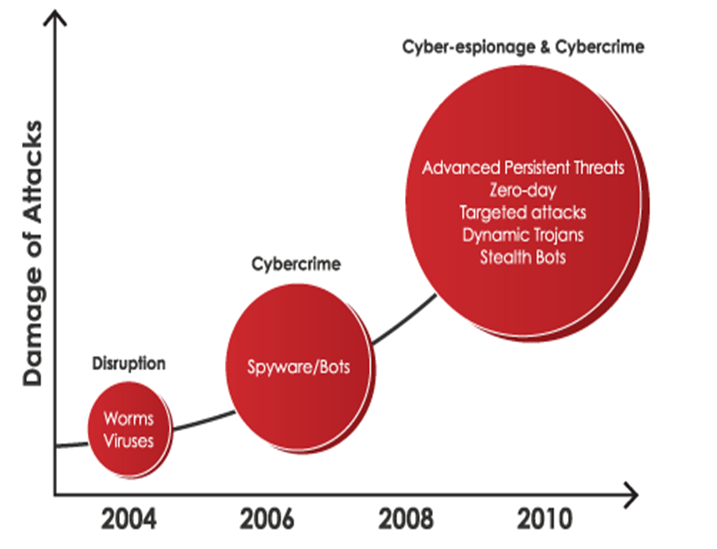 Cyber-espionage & Cybercrime
Advanced Persistent Threats
Zero-day
Targeted attacks
Dynamic Trojans
Stealth Bots
Cybercrime
Spyware/Bots
Disruption
Worms
Viruses
Damage of Attacks
2004
2006
2008
2010